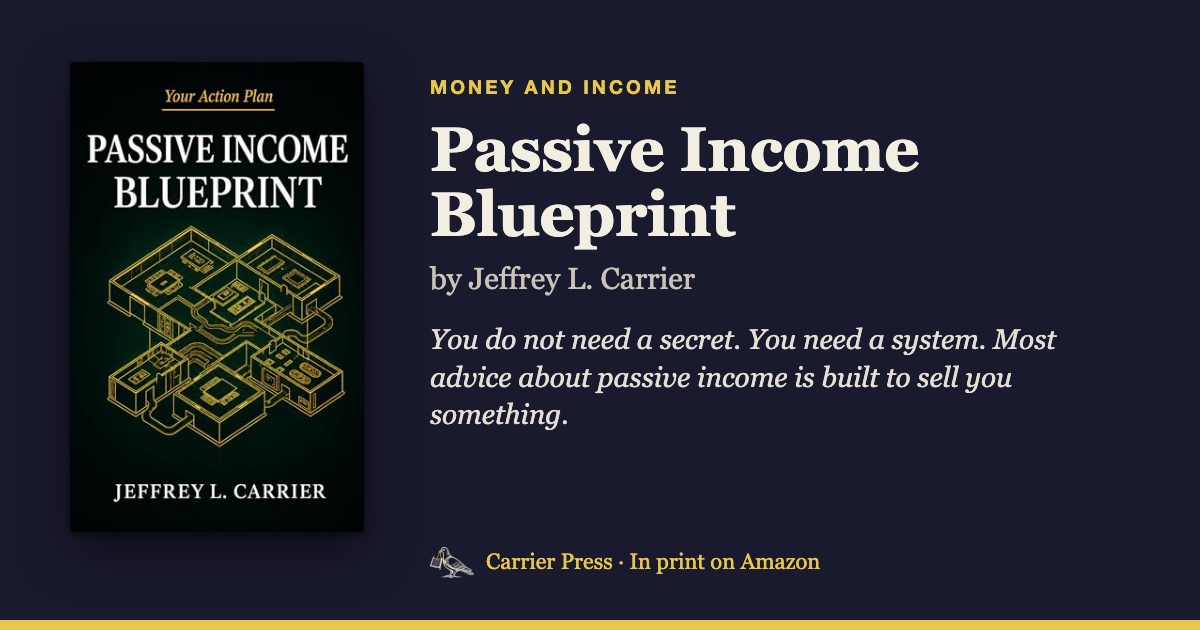 Your Action Plan
PASSIVE INCOME
BLUEPRINT
JEFFREY L. CARRIER
MONEY AND INCOME
Passive Income
Blueprint
by Jeffrey L. Carrier
You do not need a secret. You need a system. Most
advice about passive income is built to sell you
something.
Carrier Press · In print on Amazon